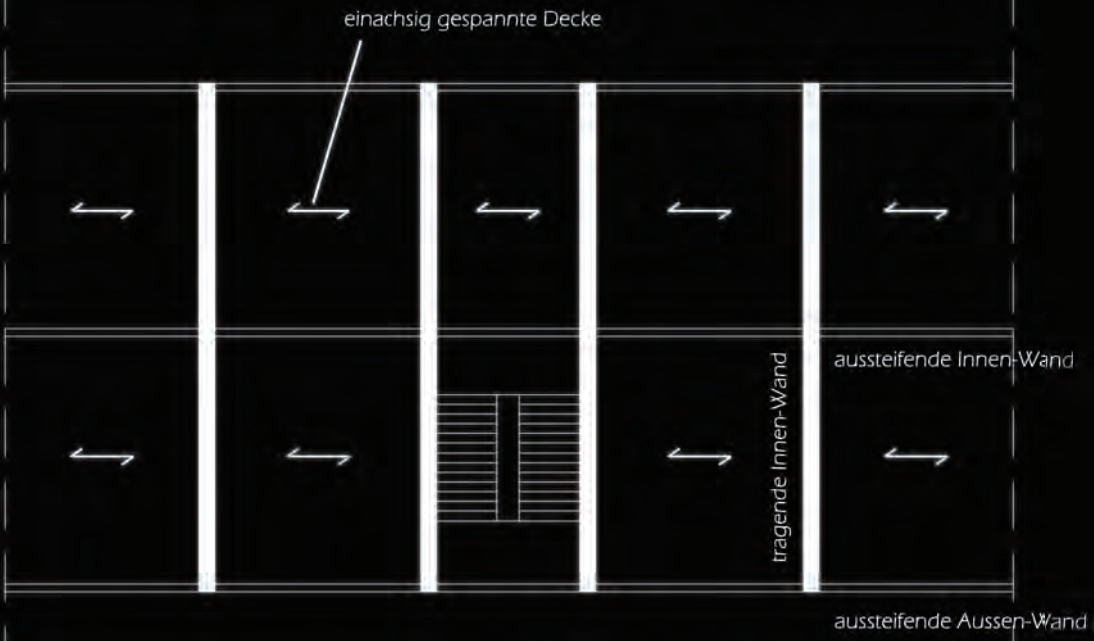 einachsig gespannte Decke
aussteifende Innen-Wand
tragende Innen-Wand
aussteifende Aussen-Wand